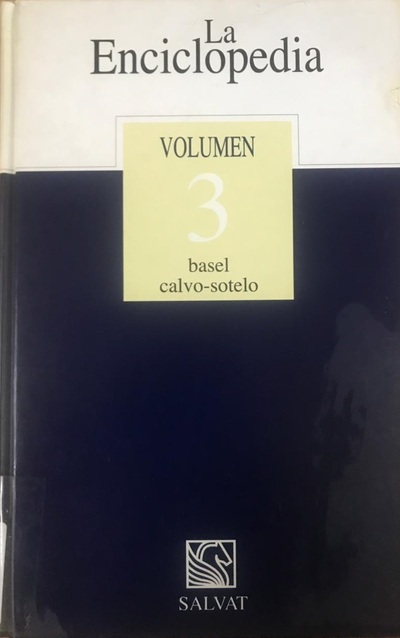 La
Enciclopedia
VOLUMEN
3
basel
calvo-sotelo
SALVAT